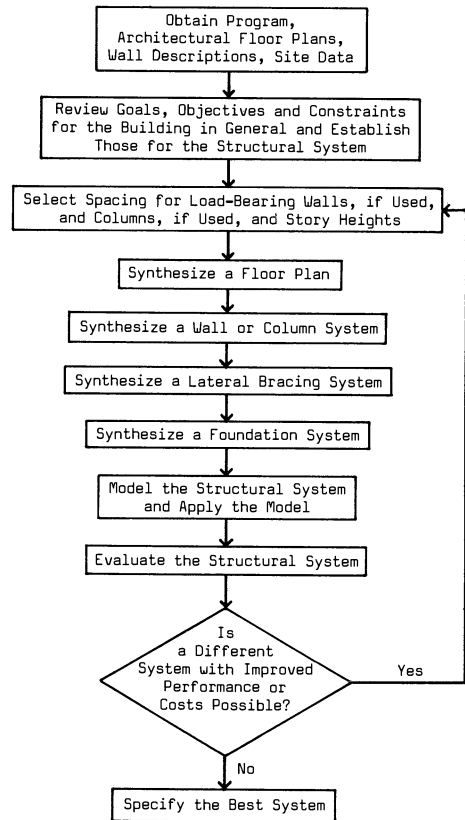 Obtain Program,
Architectural Floor Plans,
Wall Descriptions, Site Data
Review Goals, Objectives and Constraints
for the Building in General and Establish
Those for the Structural System
Select Spacing for Load-Bearing Walls, if Used,
and Columns, if Used, and Story Heights
Synthesize a Floor Plan
Synthesize a Wall or Column System
Synthesize a Lateral Bracing System
Synthesize a Foundation System
Model the Structural System
and Apply the Model
Evaluate the Structural System
Is
a Different
System with Improved
Performance or
Costs Possible?
Yes
No
Specify the Best System